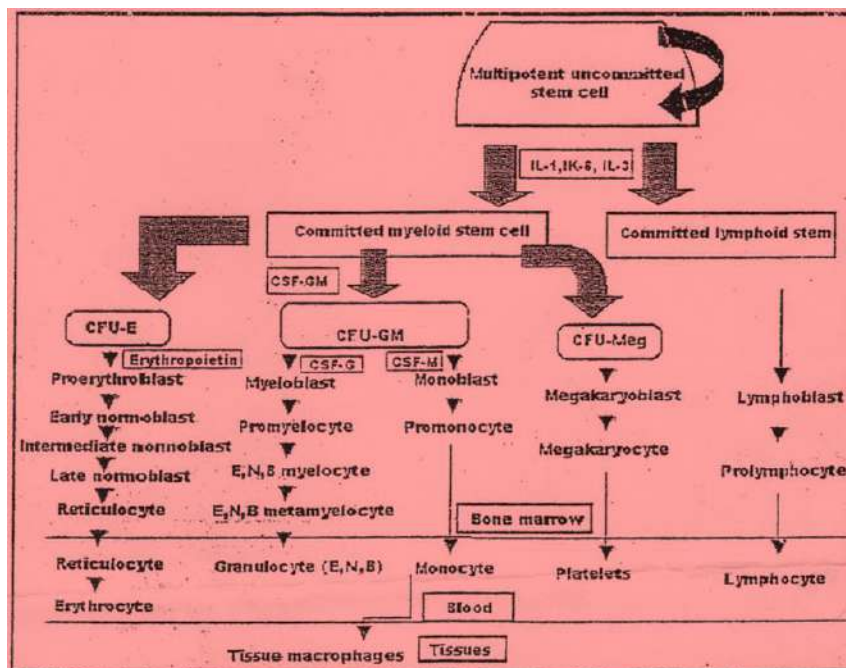 Multipotent uncommitted
stem cell
IL-1,IK-6, IL-3
Committed myeloid stem cell
Committed lymphoid stem
CSF-GM
CFU-E
CFU-GM
CFU-Meg
Erythropoietin
CSF-G
CSF-M
Proerythroblast
Myeloblast
Monoblast
Megakaryoblast
Lymphoblast
Early normoblast
Promyelocyte
Promonocyte
Megakaryocyte
Intermediate nonnoblast
E,N,B myelocyte
Prolymphocyte
Late normoblast
Reticulocyte
E,N,B metamyelocyte
Bone marrow
Reticulocyte
Granulocyte (E,N,B)
Monocyte
Platelets
Lymphocyte
Erythrocyte
Blood
Tissue macrophages
Tissues